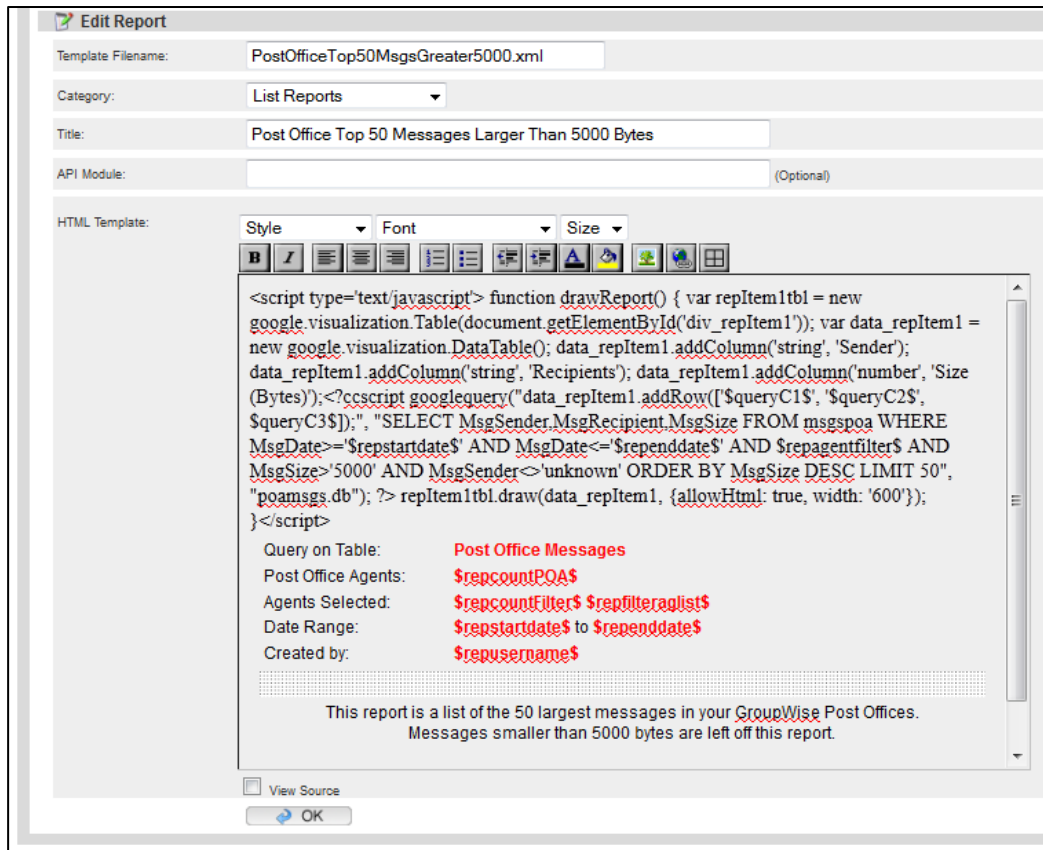 Edit Report
Template Filename: PostOfficeTop50MsgsGreater5000.xml
Category: List Reports
Title: Post Office Top 50 Messages Larger Than 5000 Bytes
API Module: (Optional)
HTML Template: Style Font Size
B I A
<script type='text/javascript'> function drawReport() { var repItem1tbl = new
google.visualization.Table(document.getElementById('div_repItem1')); var data_repItem1 =
new google.visualization.DataTable(); data_repItem1.addColumn('string', 'Sender');
data_repItem1.addColumn('string', 'Recipients'); data_repItem1.addColumn('number', 'Size
(Bytes)');<?ccscript googlequery("data_repItem1.addRow(['$queryC1$', '$queryC2$',
$queryC3$]);", "SELECT MsgSender,MsgRecipient,MsgSize FROM msgspoa WHERE
MsgDate>='$repstartdate$' AND MsgDate<='$rependdate$' AND $repagentfilter$ AND
MsgSize>'5000' AND MsgSender<>'unknown' ORDER BY MsgSize DESC LIMIT 50",
"poamsgs.db"); ?> repItem1tbl.draw(data_repItem1, {allowHtml: true, width: '600'});
}</script>
Query on Table: Post Office Messages
Post Office Agents: $repcountPOA$
Agents Selected: $repcountFilter$ $repfilteraglist$
Date Range: $repstartdate$ to $rependdate$
Created by: $repusername$
This report is a list of the 50 largest messages in your GroupWise Post Offices.
Messages smaller than 5000 bytes are left off this report.
View Source
OK